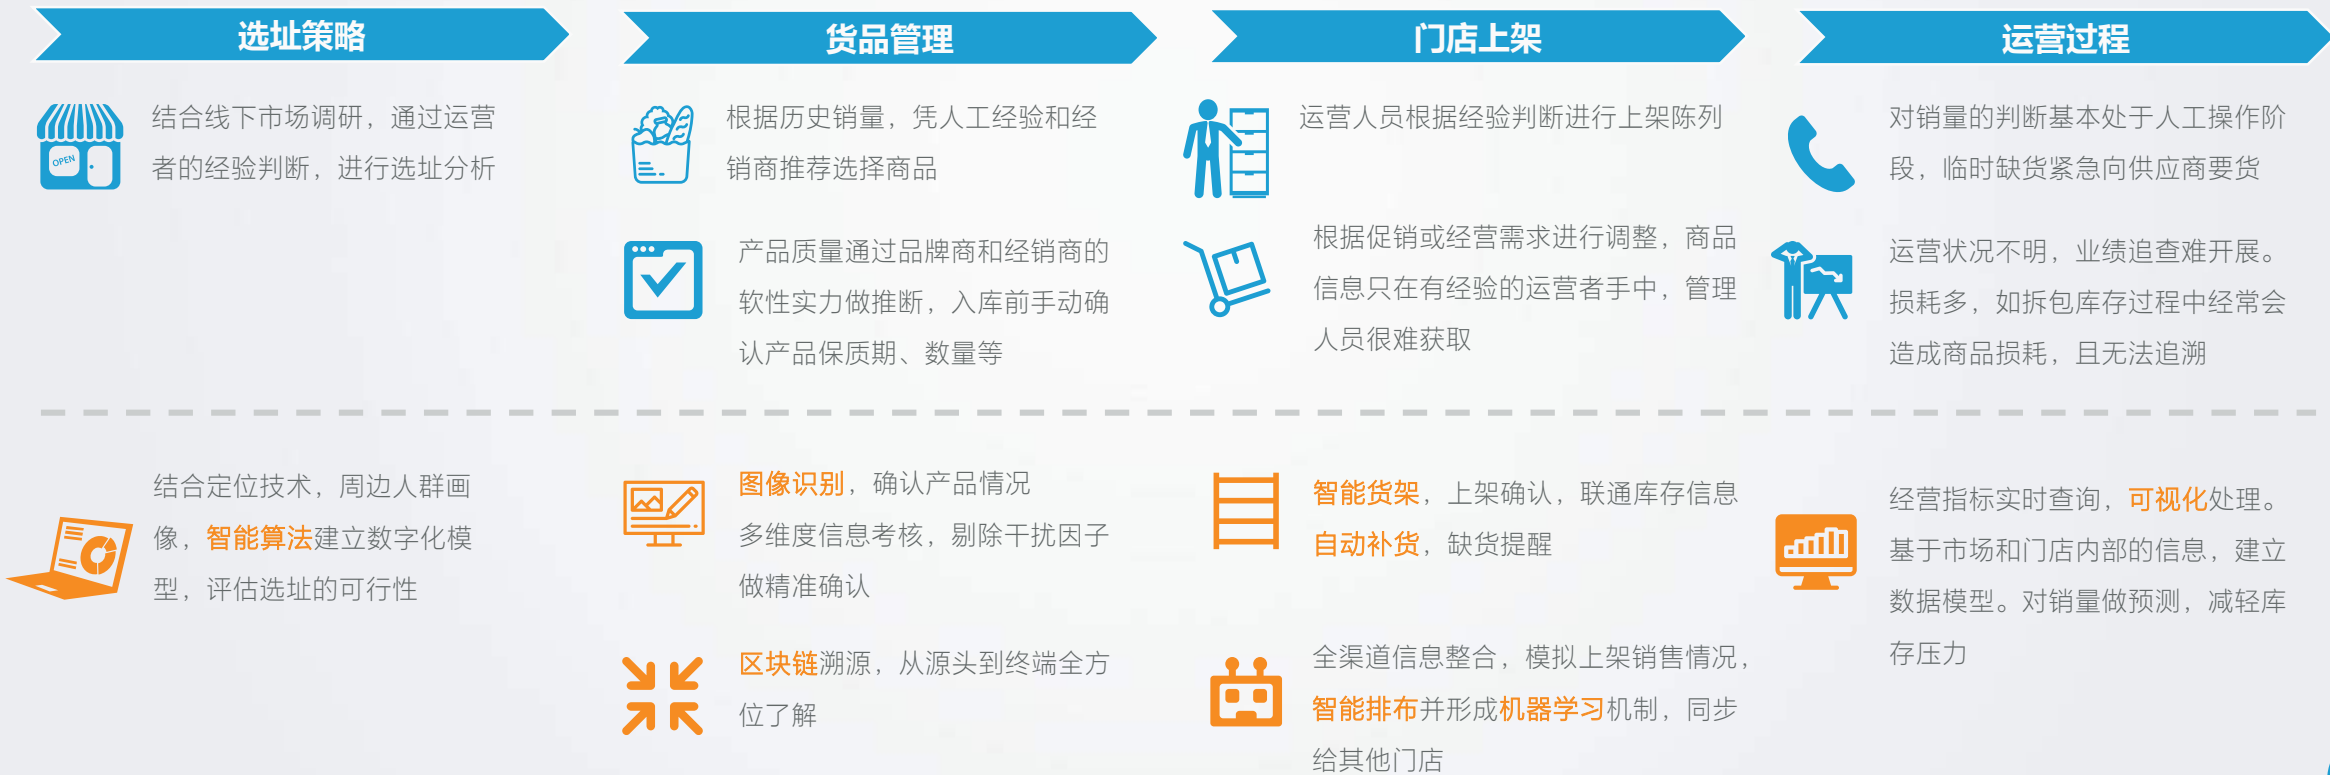 选址策略
货品管理
门店上架
运营过程
OPEN
结合线下市场调研，通过运营
者的经验判断，进行选址分析
根据历史销量，凭人工经验和经
销商推荐选择商品
产品质量通过品牌商和经销商的
软性实力做推断，入库前手动确
认产品保质期、数量等
运营人员根据经验判断进行上架陈列
根据促销或经营需求进行调整，商品
信息只在有经验的运营者手中，管理
人员很难获取
对销量的判断基本处于人工操作阶
段，临时缺货紧急向供应商要货
运营状况不明，业绩追查难开展。
损耗多，如拆包库存过程中经常会
造成商品损耗，且无法追溯
结合定位技术，周边人群画
像，智能算法建立数字化模
型，评估选址的可行性
图像识别，确认产品情况
多维度信息考核，剔除干扰因子
做精准确认
区块链溯源，从源头到终端全方
位了解
智能货架，上架确认，联通库存信息
自动补货，缺货提醒
全渠道信息整合，模拟上架销售情况，
智能排布并形成机器学习机制，同步
给其他门店
经营指标实时查询，可视化处理。
基于市场和门店内部的信息，建立
数据模型。对销量做预测，减轻库
存压力